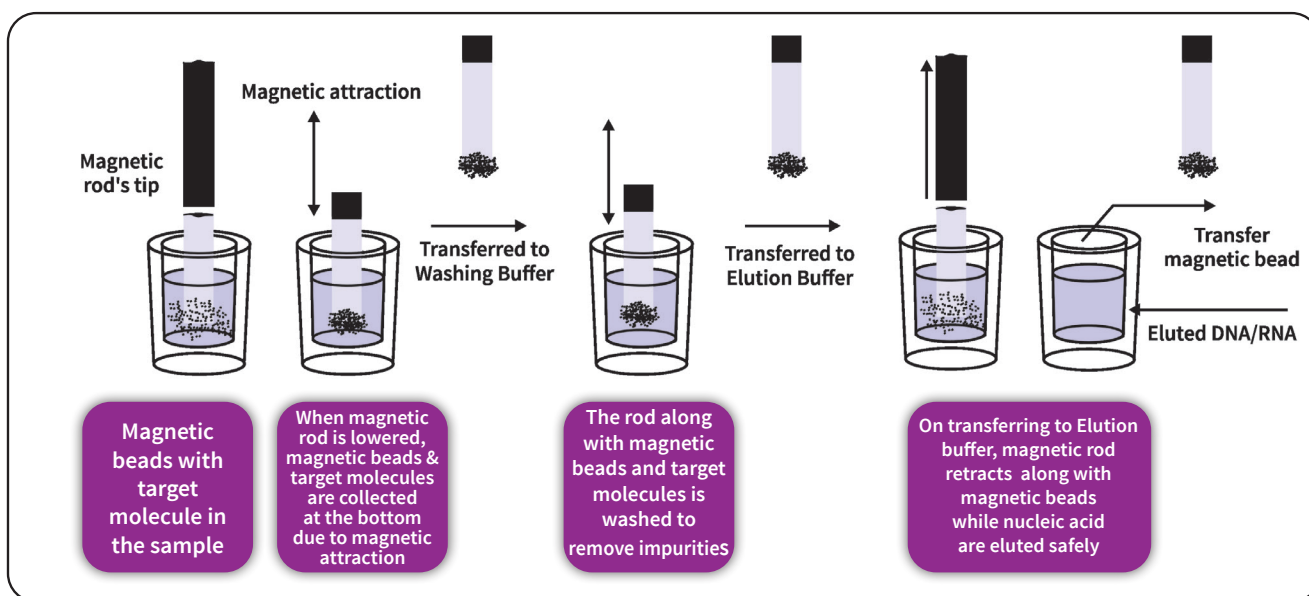 Magnetic
rod's tip
Magnetic attraction
Transferred to
Washing Buffer
Transferred to
Elution Buffer
Transfer
magnetic bead
Eluted DNA/RNA
Magnetic
beads with
target
molecule in
the sample
When magnetic
rod is lowered,
magnetic beads &
target molecules
are collected
at the bottom
due to magnetic
attraction
The rod along
with magnetic
beads and target
molecules is
washed to
remove impurities
On transferring to Elution
buffer, magnetic rod
retracts along with
magnetic beads
while nucleic acid
are eluted safely